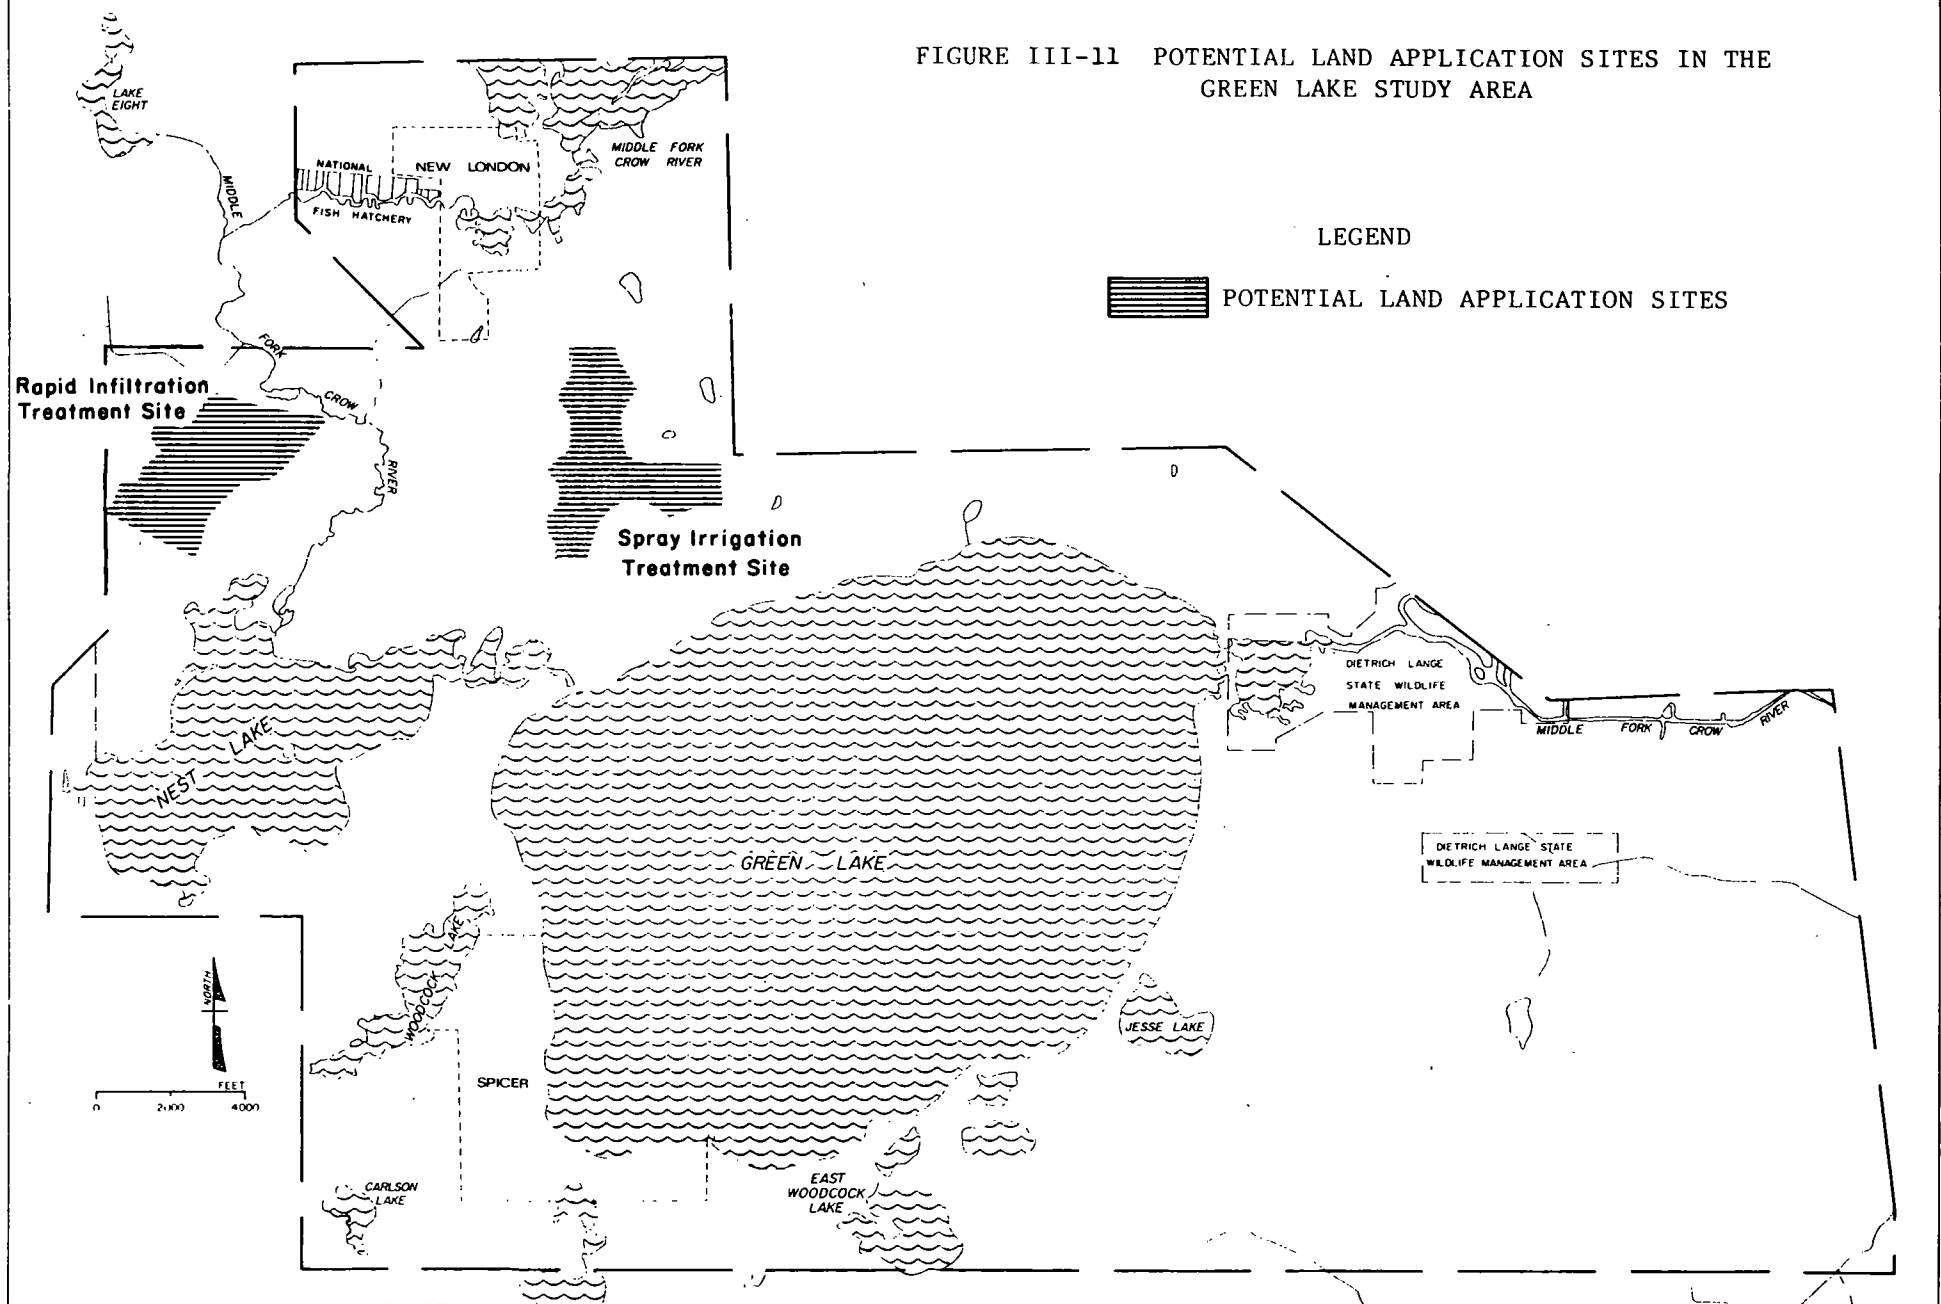 FIGURE III-11 POTENTIAL LAND APPLICATION SITES IN THE
GREEN LAKE STUDY AREA
LEGEND
POTENTIAL LAND APPLICATION SITES
LAKE
EIGHT
MIDDLE FORK
CROW RIVER
NATIONAL
NEW LONDON
FISH HATCHERY
MIDDLE
FORK
CROW
RIVER
Rapid Infiltration
Treatment Site
Spray Irrigation
Treatment Site
DIETRICH LANGE
STATE WILDLIFE
MANAGEMENT AREA
MIDDLE FORK CROW RIVER
NEST LAKE
GREEN LAKE
DIETRICH LANGE STATE
WILDLIFE MANAGEMENT AREA
WOODCOCK LAKE
NORTH
JESSE LAKE
SPICER
FEET
0 2000 4000
CARLSON
LAKE
EAST
WOODCOCK
LAKE